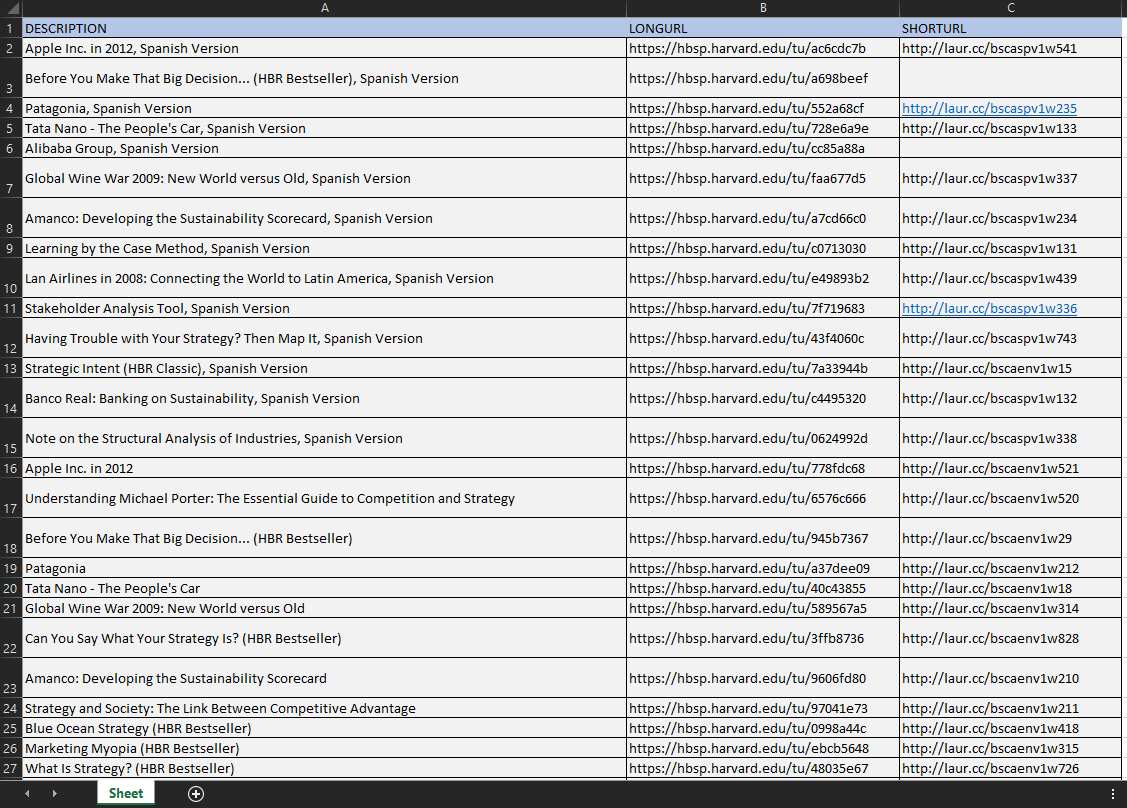 A B C
1 DESCRIPTION LONGURL SHORTURL
2 Apple Inc. in 2012, Spanish Version https://hbsp.harvard.edu/tu/ac6cdc7b http://laur.cc/bscaspv1w541
3 Before You Make That Big Decision... (HBR Bestseller), Spanish Version https://hbsp.harvard.edu/tu/a698beef
4 Patagonia, Spanish Version https://hbsp.harvard.edu/tu/552a68cf http://laur.cc/bscaspv1w235
5 Tata Nano - The People's Car, Spanish Version https://hbsp.harvard.edu/tu/728e6a9e http://laur.cc/bscaspv1w133
6 Alibaba Group, Spanish Version https://hbsp.harvard.edu/tu/cc85a88a
7 Global Wine War 2009: New World versus Old, Spanish Version https://hbsp.harvard.edu/tu/faa677d5 http://laur.cc/bscaspv1w337
8 Amanco: Developing the Sustainability Scorecard, Spanish Version https://hbsp.harvard.edu/tu/a7cd66c0 http://laur.cc/bscaspv1w234
9 Learning by the Case Method, Spanish Version https://hbsp.harvard.edu/tu/c0713030 http://laur.cc/bscaspv1w131
10 Lan Airlines in 2008: Connecting the World to Latin America, Spanish Version https://hbsp.harvard.edu/tu/e49893b2 http://laur.cc/bscaspv1w439
11 Stakeholder Analysis Tool, Spanish Version https://hbsp.harvard.edu/tu/7f719683 http://laur.cc/bscaspv1w336
12 Having Trouble with Your Strategy? Then Map It, Spanish Version https://hbsp.harvard.edu/tu/43f4060c http://laur.cc/bscaspv1w743
13 Strategic Intent (HBR Classic), Spanish Version https://hbsp.harvard.edu/tu/7a33944b http://laur.cc/bscaenv1w15
14 Banco Real: Banking on Sustainability, Spanish Version https://hbsp.harvard.edu/tu/c4495320 http://laur.cc/bscaspv1w132
15 Note on the Structural Analysis of Industries, Spanish Version https://hbsp.harvard.edu/tu/0624992d http://laur.cc/bscaspv1w338
16 Apple Inc. in 2012 https://hbsp.harvard.edu/tu/778fdc68 http://laur.cc/bscaenv1w521
17 Understanding Michael Porter: The Essential Guide to Competition and Strategy https://hbsp.harvard.edu/tu/6576c666 http://laur.cc/bscaenv1w520
18 Before You Make That Big Decision... (HBR Bestseller) https://hbsp.harvard.edu/tu/945b7367 http://laur.cc/bscaenv1w29
19 Patagonia https://hbsp.harvard.edu/tu/a37dee09 http://laur.cc/bscaenv1w212
20 Tata Nano - The People's Car https://hbsp.harvard.edu/tu/40c43855 http://laur.cc/bscaenv1w18
21 Global Wine War 2009: New World versus Old https://hbsp.harvard.edu/tu/589567a5 http://laur.cc/bscaenv1w314
22 Can You Say What Your Strategy Is? (HBR Bestseller) https://hbsp.harvard.edu/tu/3ffb8736 http://laur.cc/bscaenv1w828
23 Amanco: Developing the Sustainability Scorecard https://hbsp.harvard.edu/tu/9606fd80 http://laur.cc/bscaenv1w210
24 Strategy and Society: The Link Between Competitive Advantage https://hbsp.harvard.edu/tu/97041e73 http://laur.cc/bscaenv1w211
25 Blue Ocean Strategy (HBR Bestseller) https://hbsp.harvard.edu/tu/0998a44c http://laur.cc/bscaenv1w418
26 Marketing Myopia (HBR Bestseller) https://hbsp.harvard.edu/tu/ebcb5648 http://laur.cc/bscaenv1w315
27 What Is Strategy? (HBR Bestseller) https://hbsp.harvard.edu/tu/48035e67 http://laur.cc/bscaenv1w726
Sheet